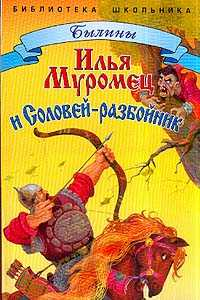 БИБЛИОТЕКА ШКОЛЬНИКА
Былины
Илья
Муромец
и Соловей-разбойник